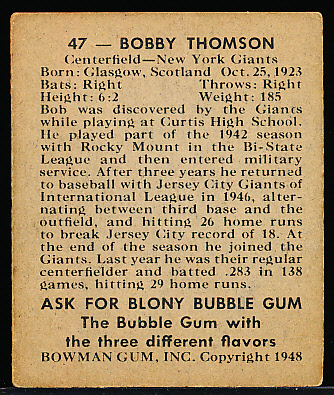 47 — BOBBY THOMSON
Centerfield—New York Giants
Born: Glasgow, Scotland Oct. 25, 1923
Bats: Right Throws: Right
Height: 6:2 Weight: 185
Bob was discovered by the Giants
while playing at Curtis High School.
He played part of the 1942 season
with Rocky Mount in the Bi-State
League and then entered military
service. After three years he returned
to baseball with Jersey City Giants of
International League in 1946, alter-
nating between third base and the
outfield, and hitting 26 home runs
to break Jersey City record of 18. At
the end of the season he joined the
Giants. Last year he was their regular
centerfielder and batted .283 in 138
games, hitting 29 home runs.
ASK FOR BLONY BUBBLE GUM
The Bubble Gum with
the three different flavors
BOWMAN GUM, INC. Copyright 1948